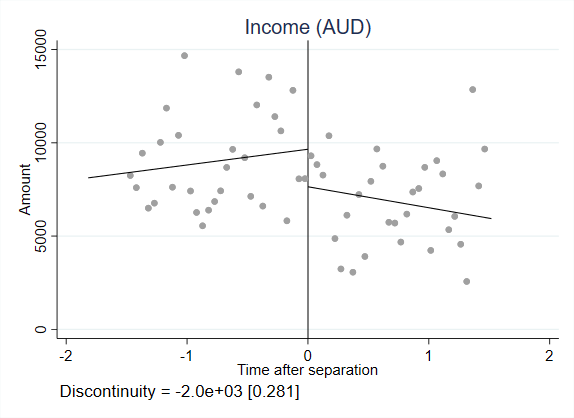 Income (AUD)
15000
10000
5000
0
Amount
-2 -1 0 1 2
Time after separation
Discontinuity = -2.0e+03 [0.281]